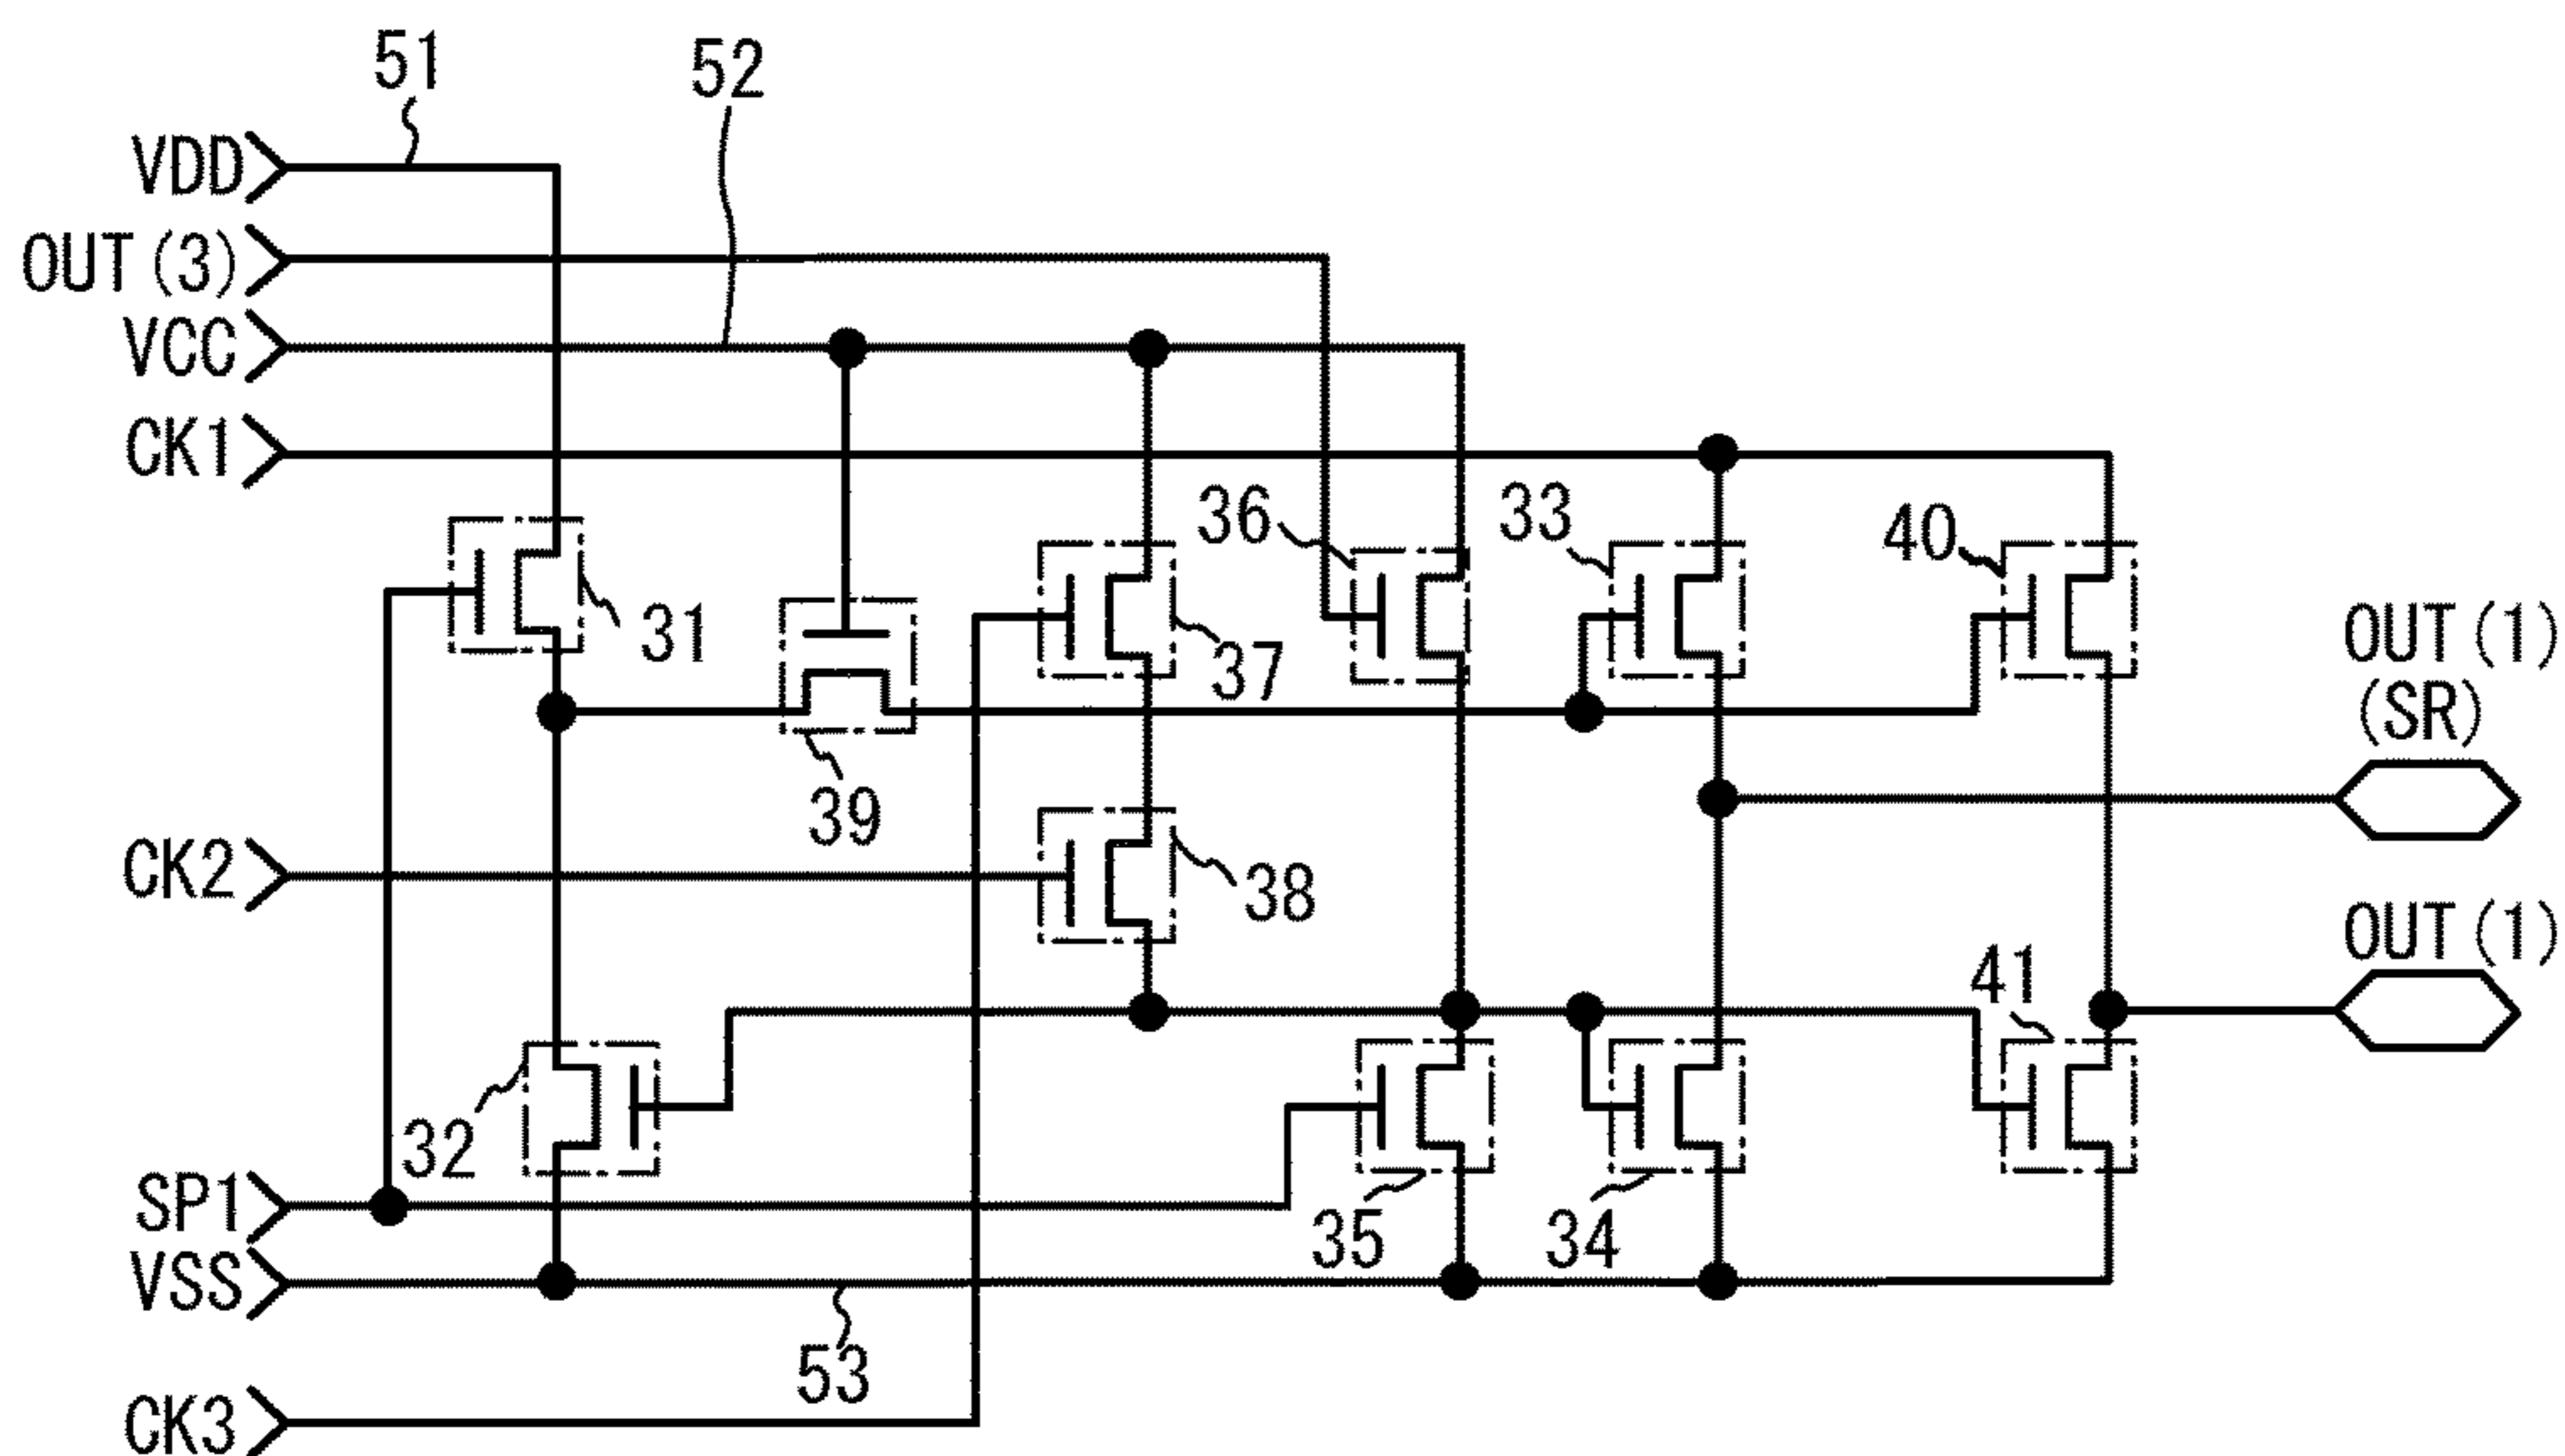 51
52
VDD
OUT (3)
VCC
CK1
36
33
40
31
37
OUT (1)
(SR)
39
CK2
38
OUT (1)
41
32
SP1
35
34
VSS
53
CK3